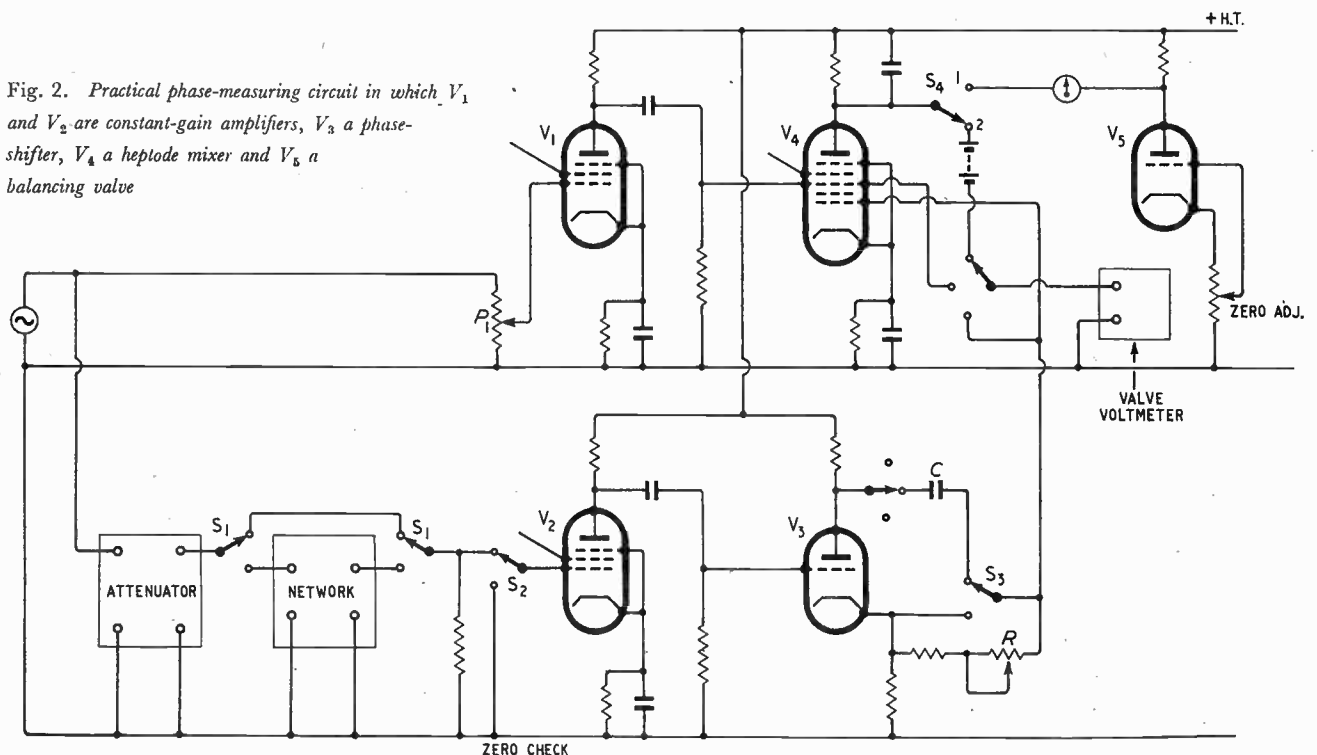 + H.T.
Fig. 2. Practical phase-measuring circuit in which V₁
and V₂ are constant-gain amplifiers, V₃ a phase-
shifter, V₄ a heptode mixer and V₅ a
balancing valve
V₁
V₄
S₄
1
2
V₅
P₁
ZERO ADJ.
VALVE
VOLTMETER
S₁
S₁
ATTENUATOR
NETWORK
S₂
V₂
V₃
C
S₃
R
ZERO CHECK